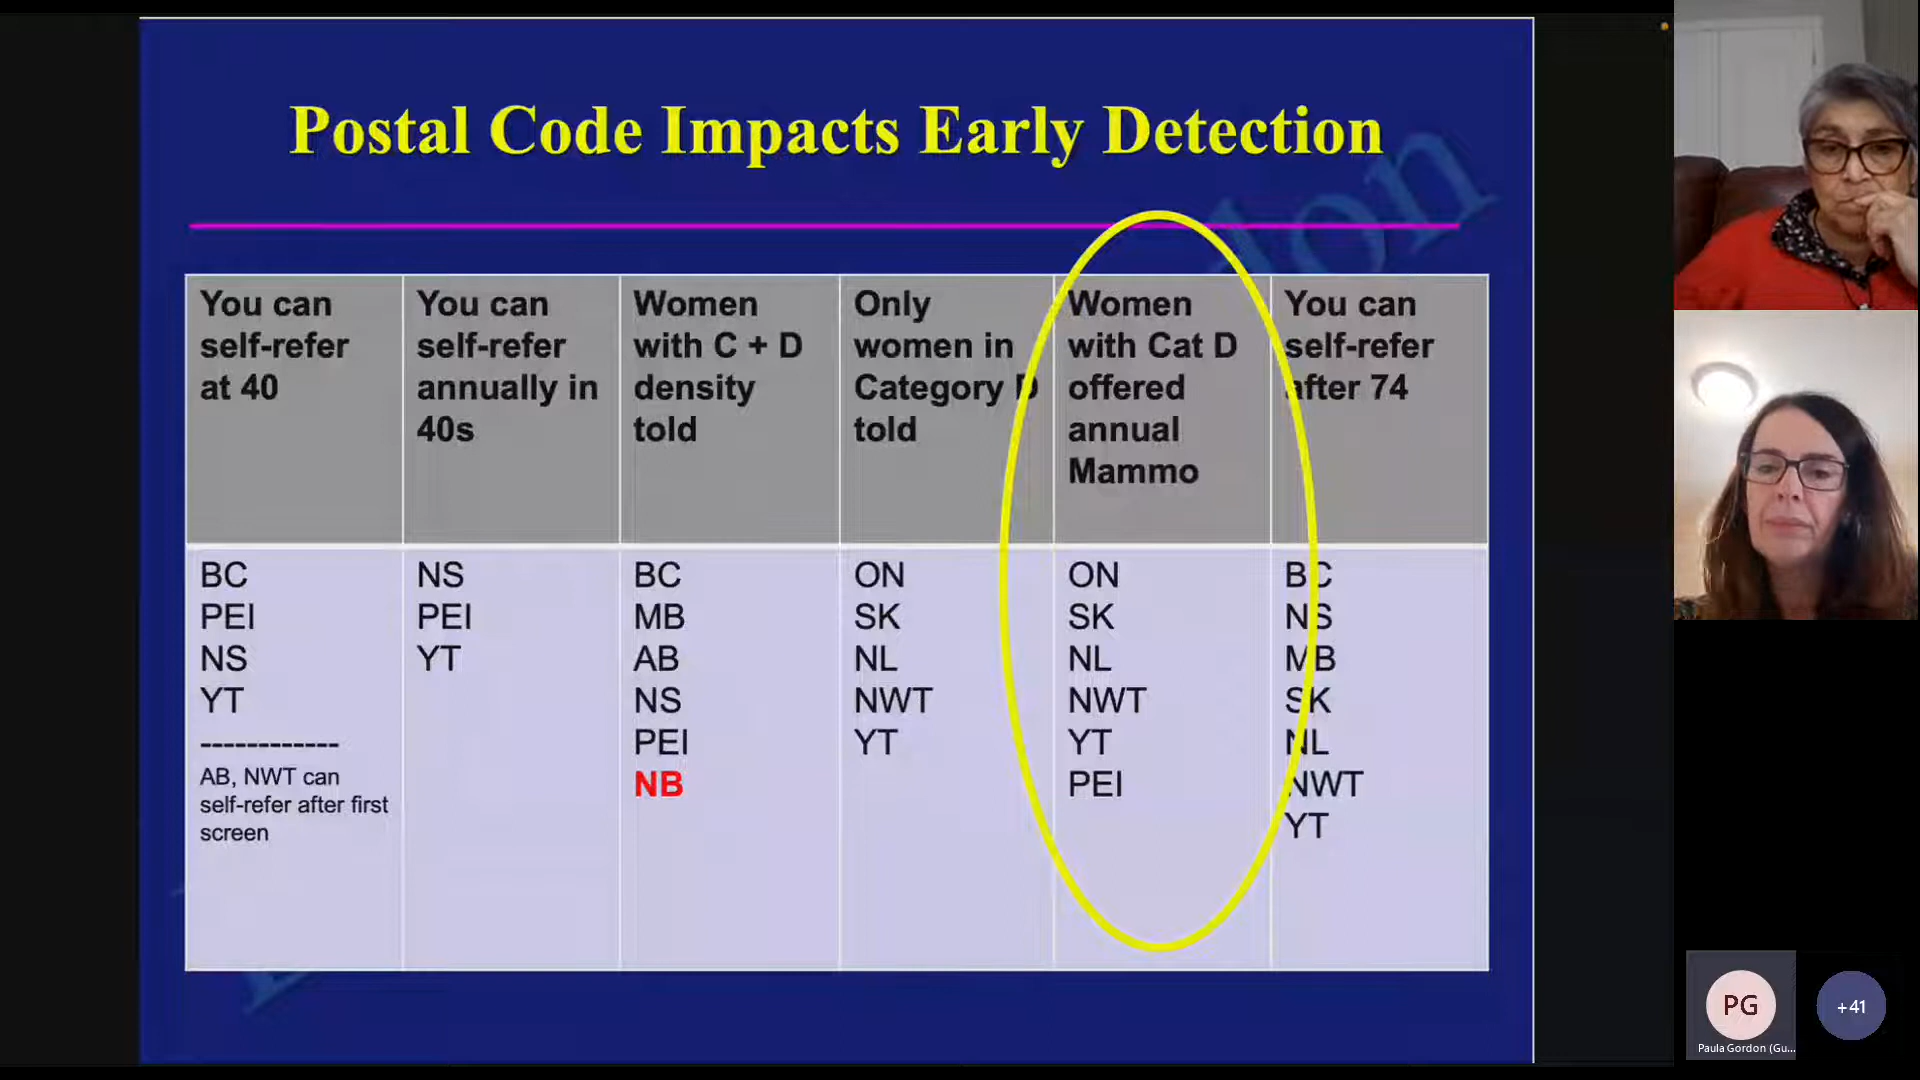 Postal Code Impacts Early Detection
You can
self-refer
at 40
You can
self-refer
annually in
40s
Women
with C + D
density
told
Only
women in
Category D
told
Women
with Cat D
offered
annual
Mammo
You can
self-refer
after 74
BC
PEI
NS
YT
------------
AB, NWT can
self-refer after first
screen
NS
PEI
YT
BC
MB
AB
NS
PEI
NB
ON
SK
NL
NWT
YT
ON
SK
NL
NWT
YT
PEI
BC
NS
MB
SK
NL
NWT
YT
PG
Paula Gordon (Gu...
+41